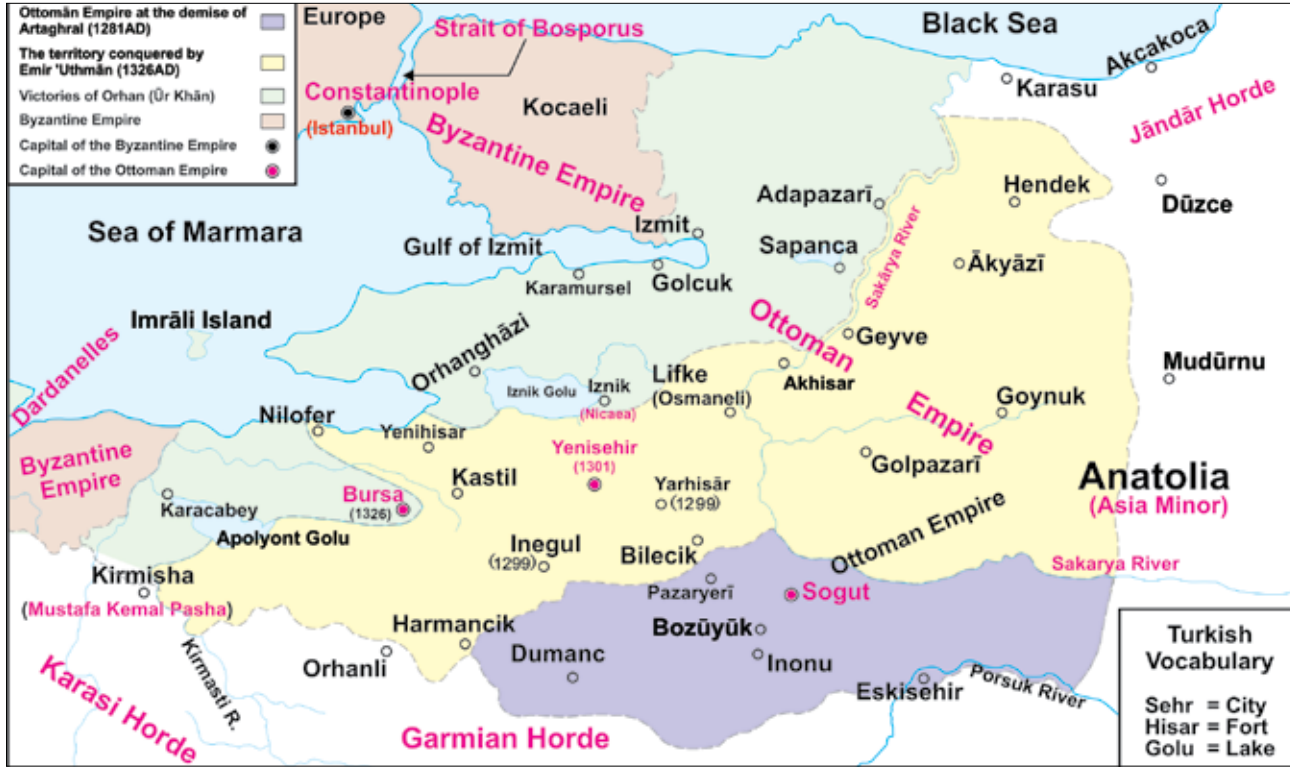 Ottomān Empire at the demise of
Artaghral (1281AD)
The territory conquered by
Emir 'Uthmān (1326AD)
Victories of Orhan (Ūr Khān)
Byzantine Empire
Capital of the Byzantine Empire
Capital of the Ottoman Empire
Europe
Strait of Bosporus
Black Sea
Akcakoca
Karasu
Constantinople
(Istanbul)
Kocaeli
Byzantine Empire
Jāndār Horde
Adapazarī
Hendek
Dūzce
Sea of Marmara
Gulf of Izmit
Izmit
Sapanca
Sakārya River
Ākyāzī
Karamursel
Golcuk
Imrāli Island
Ottoman
Empire
Geyve
Dardanelles
Orhanghāzi
Iznik Golu
Iznik
(Nicaea)
Lifke
(Osmaneli)
Akhisar
Mudūrnu
Goynuk
Nilofer
Yenihisar
Byzantine
Empire
Yenisehir
(1301)
Golpazarī
Kastil
Anatolia
(Asia Minor)
Karacabey
Bursa
(1326)
Yarhisār
(1299)
Apolyont Golu
Inegul
(1299)
Bilecik
Ottoman Empire
Sakarya River
Kirmisha
(Mustafa Kemal Pasha)
Pazaryerī
Sogut
Harmancik
Bozūyūk
Orhanli
Dumanc
Inonu
Kirmasti R.
Eskisehir
Porsuk River
Karasi Horde
Garmian Horde
Turkish
Vocabulary
Sehr = City
Hisar = Fort
Golu = Lake